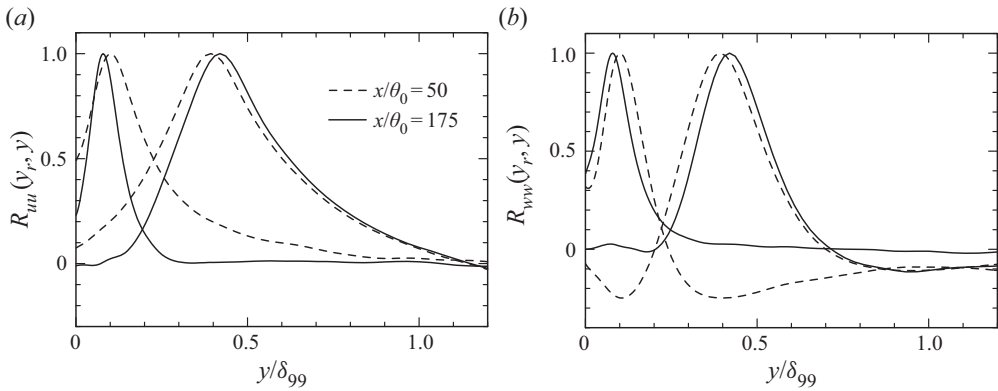 (a)
1.0
0.5
0
R_uu(y_r, y)
x/θ_0 = 50
x/θ_0 = 175
0 0.5 1.0
y/δ_99
(b)
1.0
0.5
0
R_ww(y_r, y)
0 0.5 1.0
y/δ_99